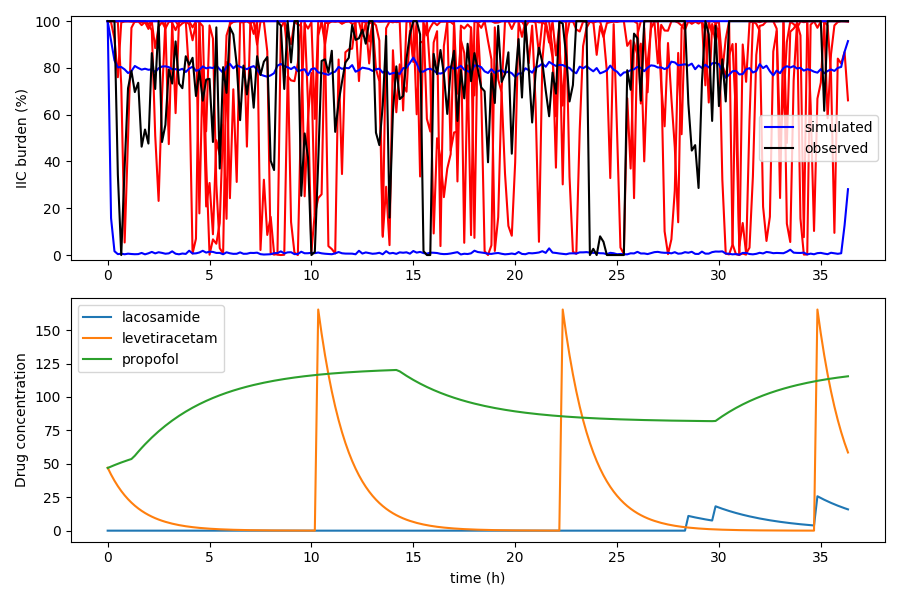 IIC burden (%)
100
80
60
40
20
0
simulated
observed
0 5 10 15 20 25 30 35
Drug concentration
150
125
100
75
50
25
0
lacosamide
levetiracetam
propofol
0 5 10 15 20 25 30 35
time (h)